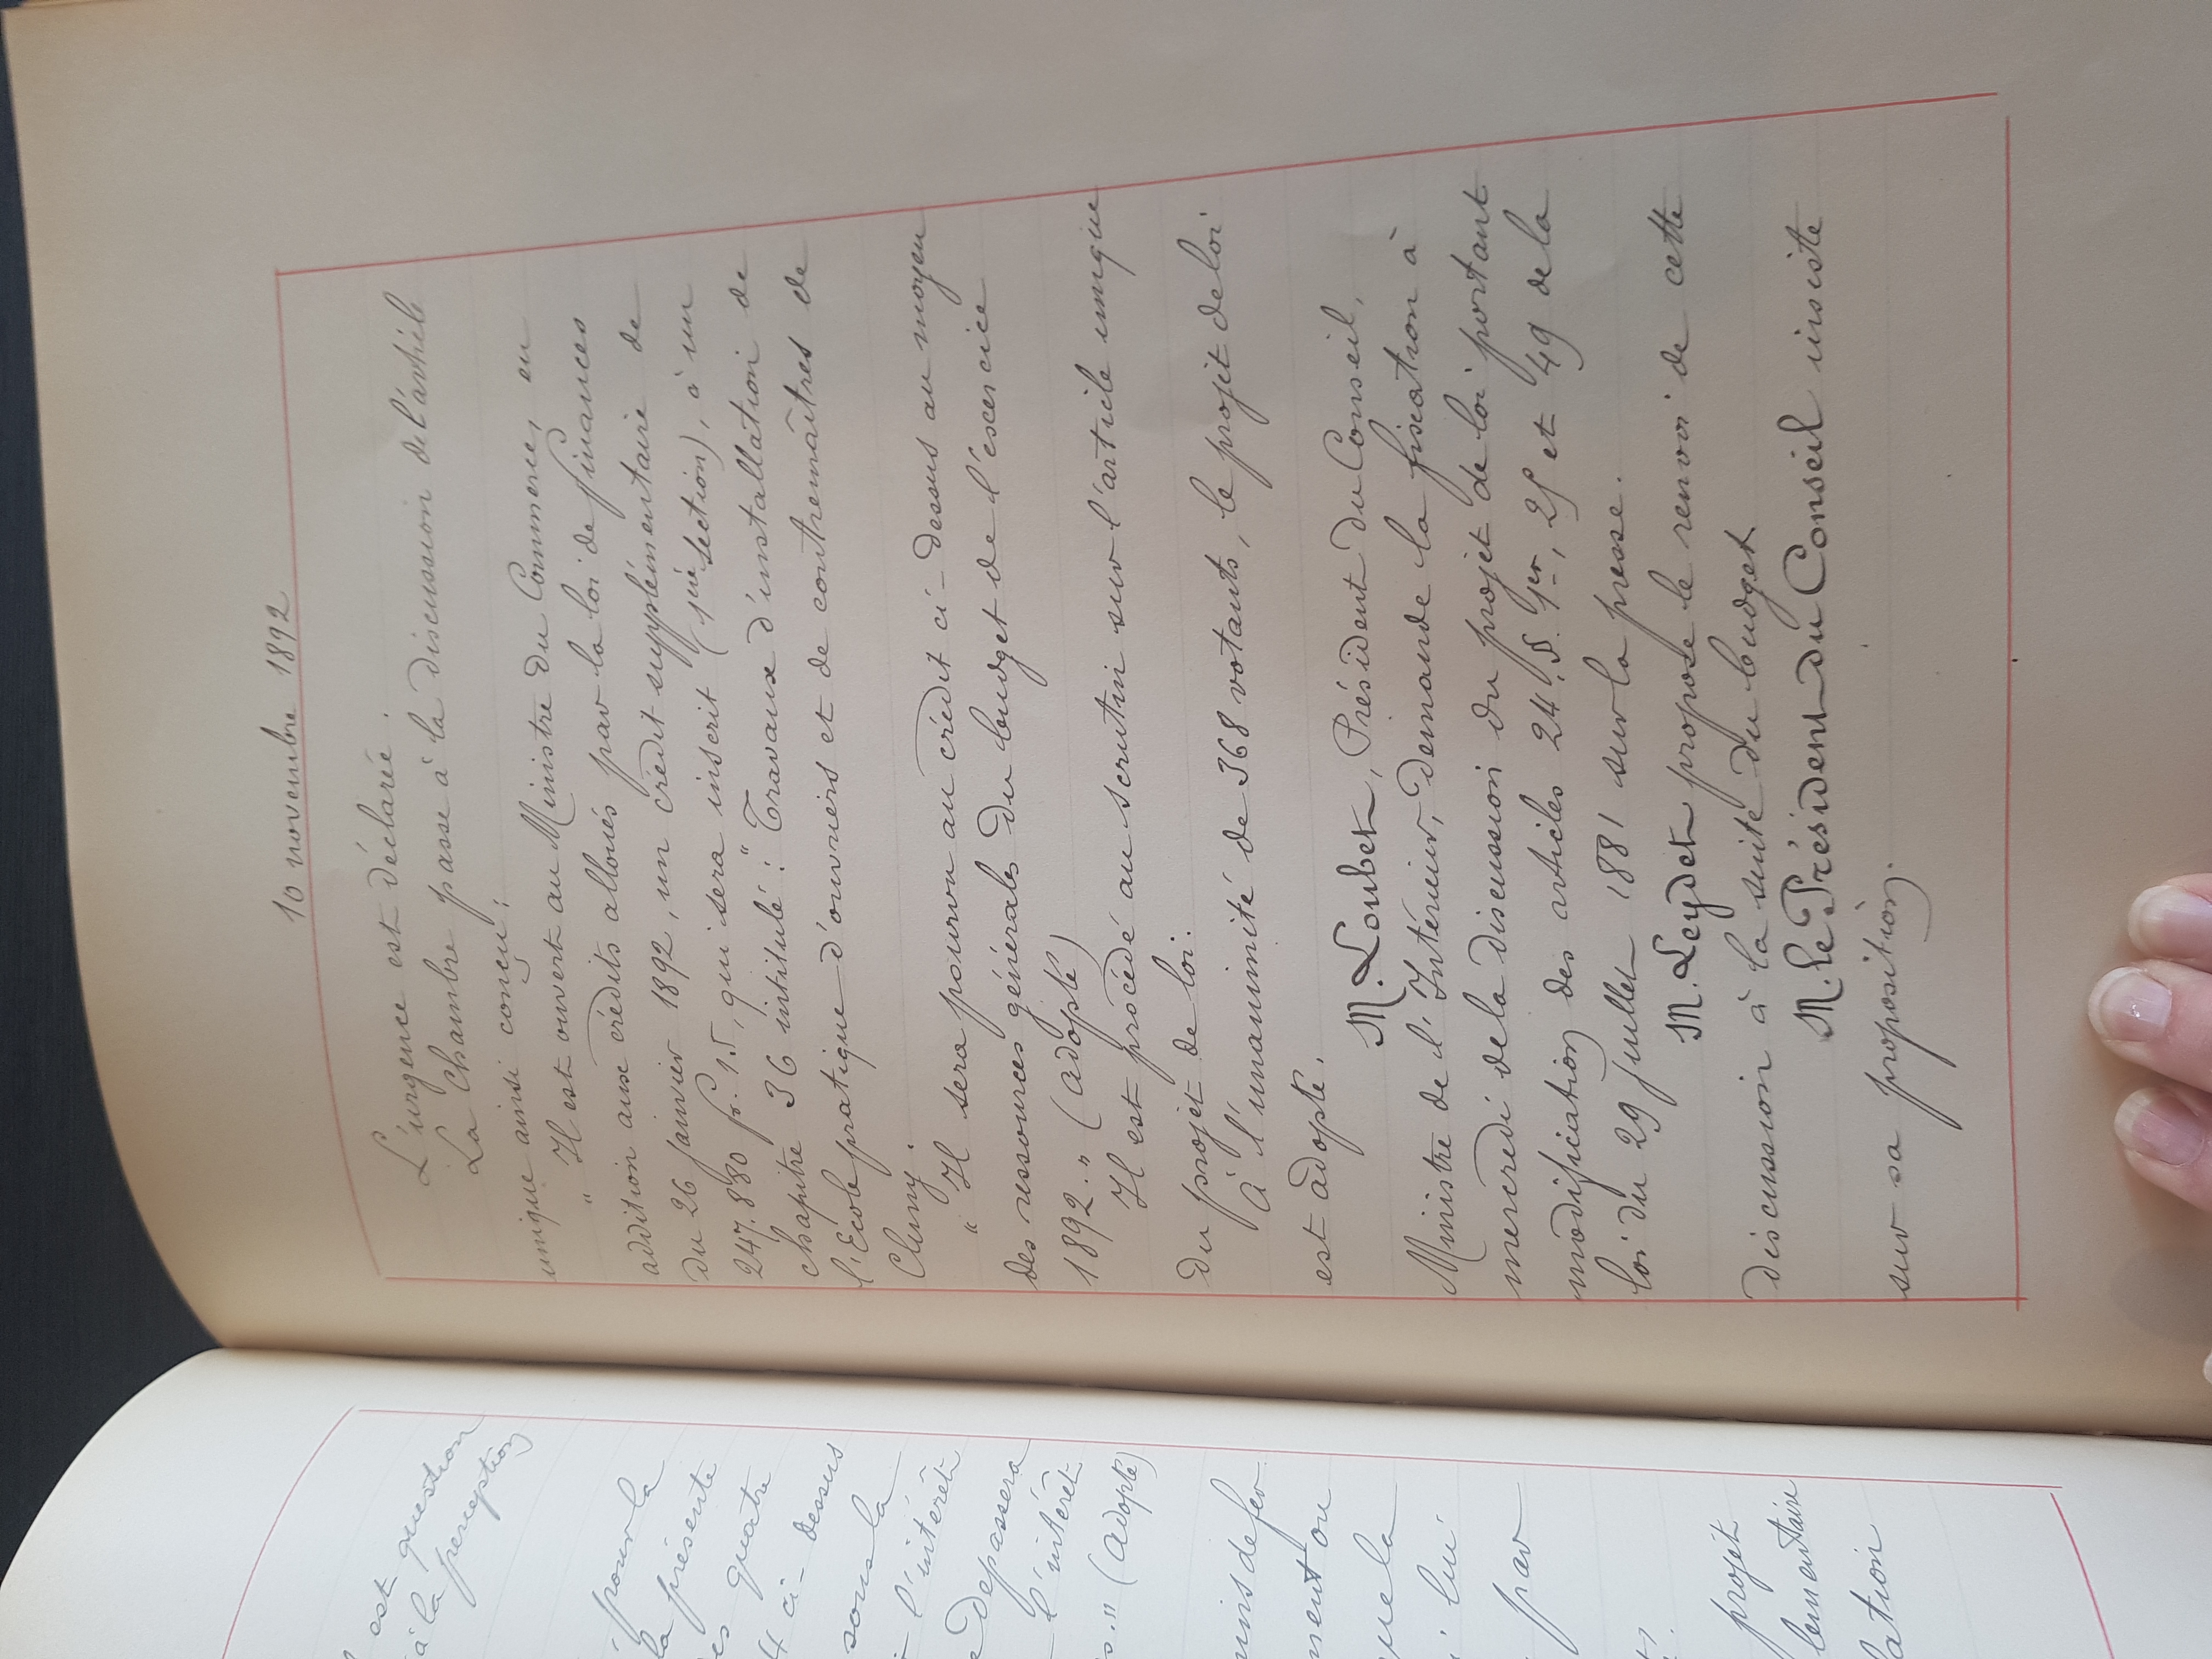 est question
à la perception
, pour la
la présente
es quatre
4 ci-dessus
sous la
l'intérêt
depassera
l'intérêt
." (adopté)
ins de fer
ment ou
que la
lui
par
projet
lementaire
lation
10 novembre 1892
L'urgence est déclarée.
La Chambre passe à la discussion de l'article
unique ainsi conçu :
" Il est ouvert au Ministre du Commerce, en
addition aux crédits alloués par la loi de finances
du 26 janvier 1892, un crédit supplémentaire de
247.880 fr. 15, qui sera inscrit (1ère section), à un
chapitre 36 intitulé : "Travaux d'installation de
l'Ecole pratique d'ouvriers et de contremaîtres de
Cluny.
" Il sera pourvu au crédit ci-dessus au moyen
des ressources générales du budget de l'exercice
1892." (adopté)
Il est procédé au scrutin sur l'article unique
du projet de loi.
À l'unanimité de 368 votants, le projet de loi
est adopté.
M. Loubet, Président du Conseil,
Ministre de l'Intérieur, demande la fixation à
mercredi de la discussion du projet de loi portant
modification des articles 24, §. 1er, 25 et 49 de la
loi du 29 juillet 1881 sur la presse.
M. Leydet propose le renvoi de cette
discussion à la suite du budget
M. le Président du Conseil insiste
sur sa proposition.